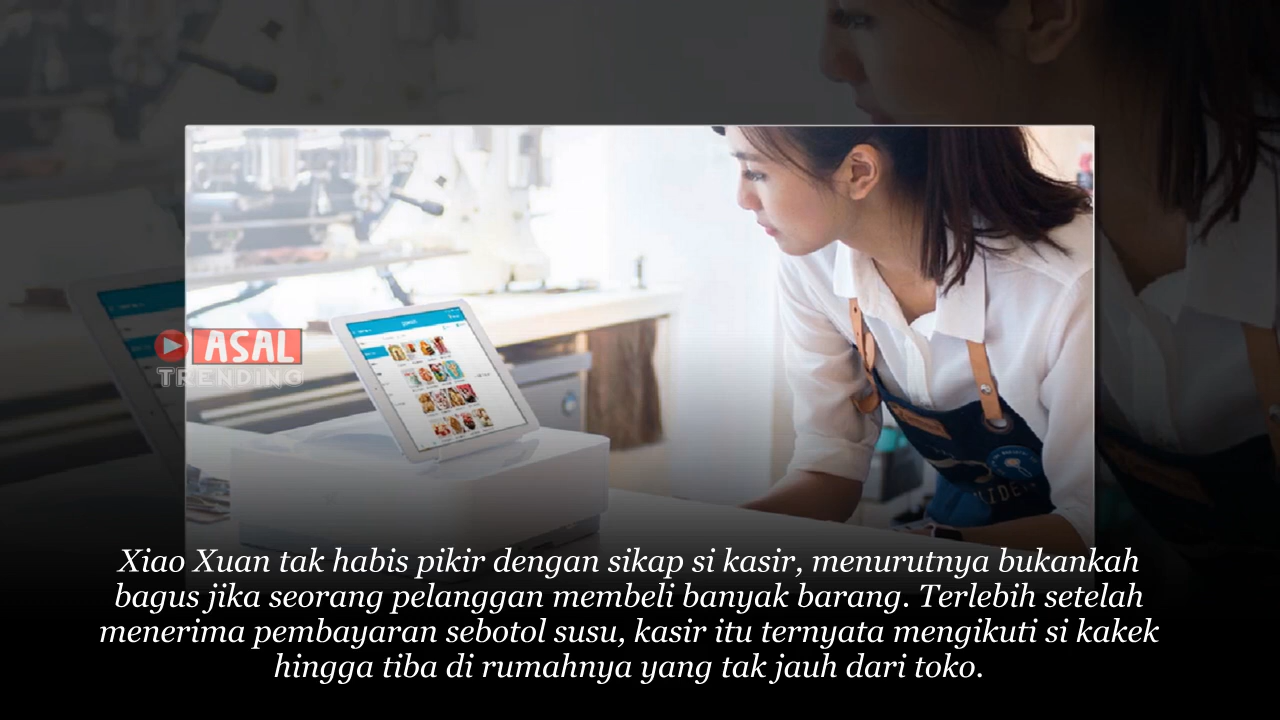 ASAL
TRENDING
Xiao Xuan tak habis pikir dengan sikap si kasir, menurutnya bukankah
bagus jika seorang pelanggan membeli banyak barang. Terlebih setelah
menerima pembayaran sebotol susu, kasir itu ternyata mengikuti si kakek
hingga tiba di rumahnya yang tak jauh dari toko.